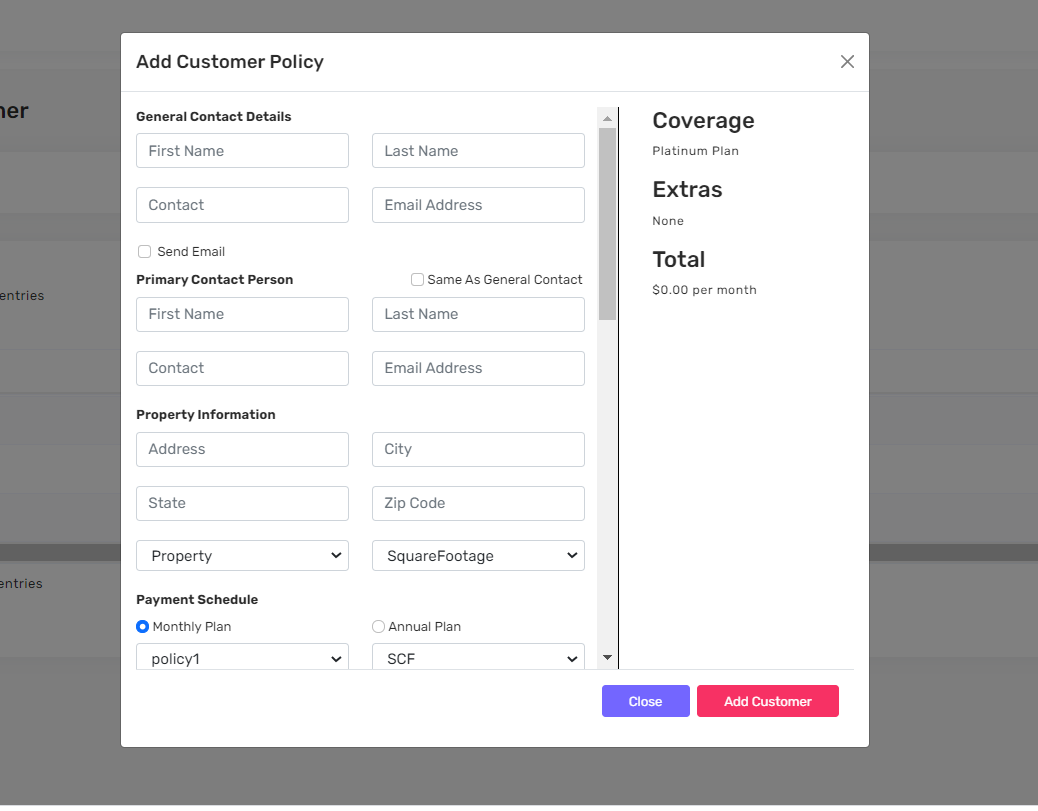 Add Customer Policy
ner
entries
entries
General Contact Details
First Name
Last Name
Contact
Email Address
Send Email
Primary Contact Person
Same As General Contact
First Name
Last Name
Contact
Email Address
Property Information
Address
City
State
Zip Code
Property
SquareFootage
Payment Schedule
Monthly Plan
Annual Plan
policy1
SCF
Coverage
Platinum Plan
Extras
None
Total
$0.00 per month
Close
Add Customer